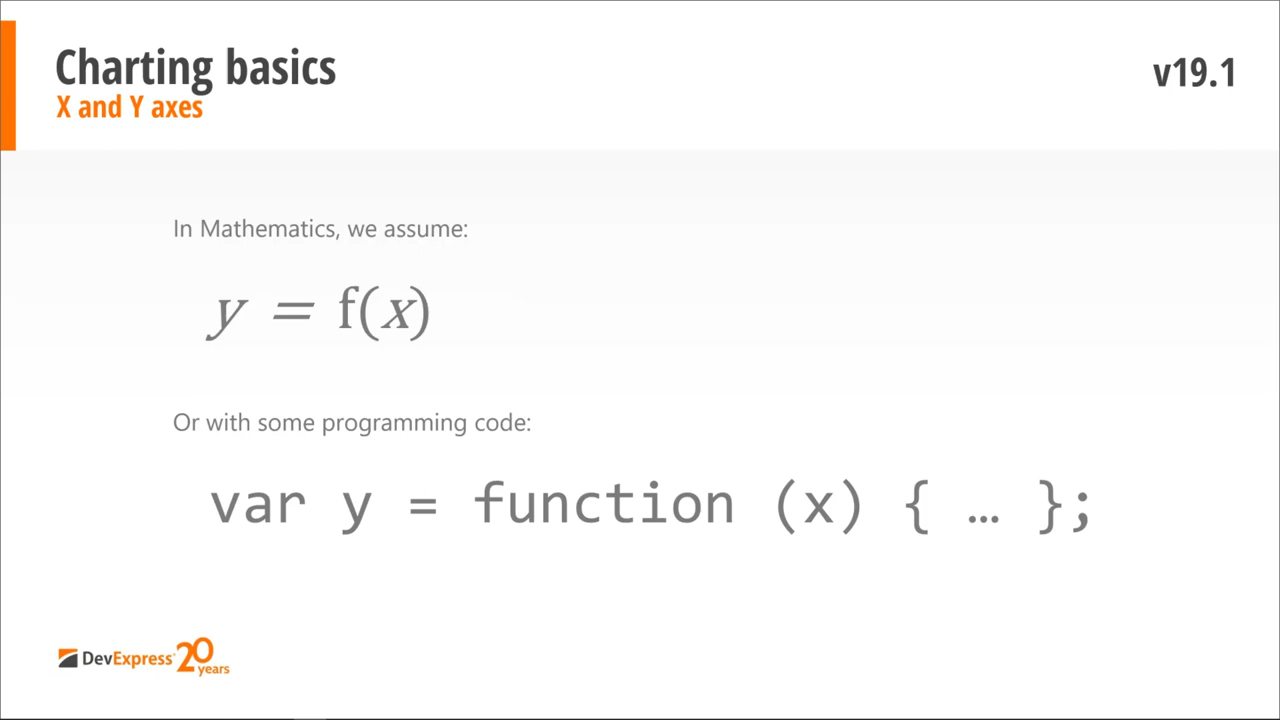 Charting basics
v19.1
X and Y axes
In Mathematics, we assume:
y = f(x)
Or with some programming code:
var y = function (x) { … };
DevExpress 20 years